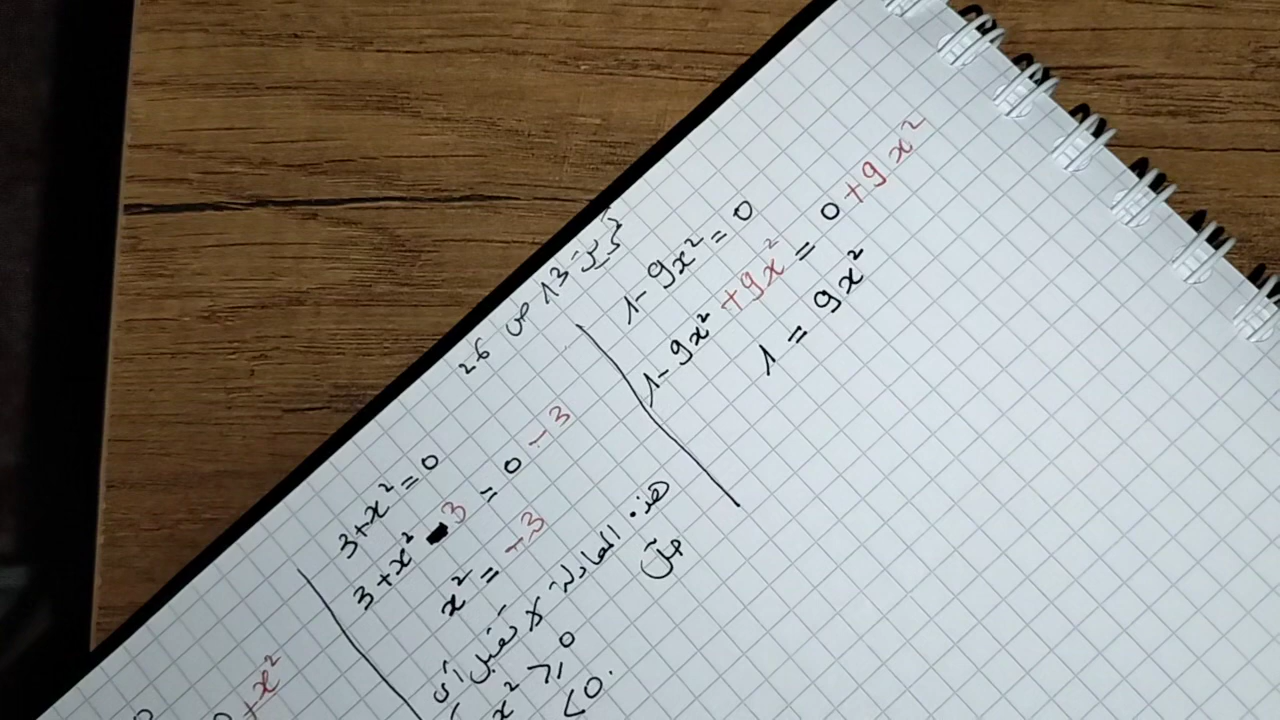 تمرين 13 ص 26
3+x²=0
3+x²-3=0-3
x²=-3
هذه المعادلة لا تقبل أي
حل
x² ⩾ 0
<0.
1-9x²=0
1-9x²+9x²=0+9x²
1=9x²
+x²